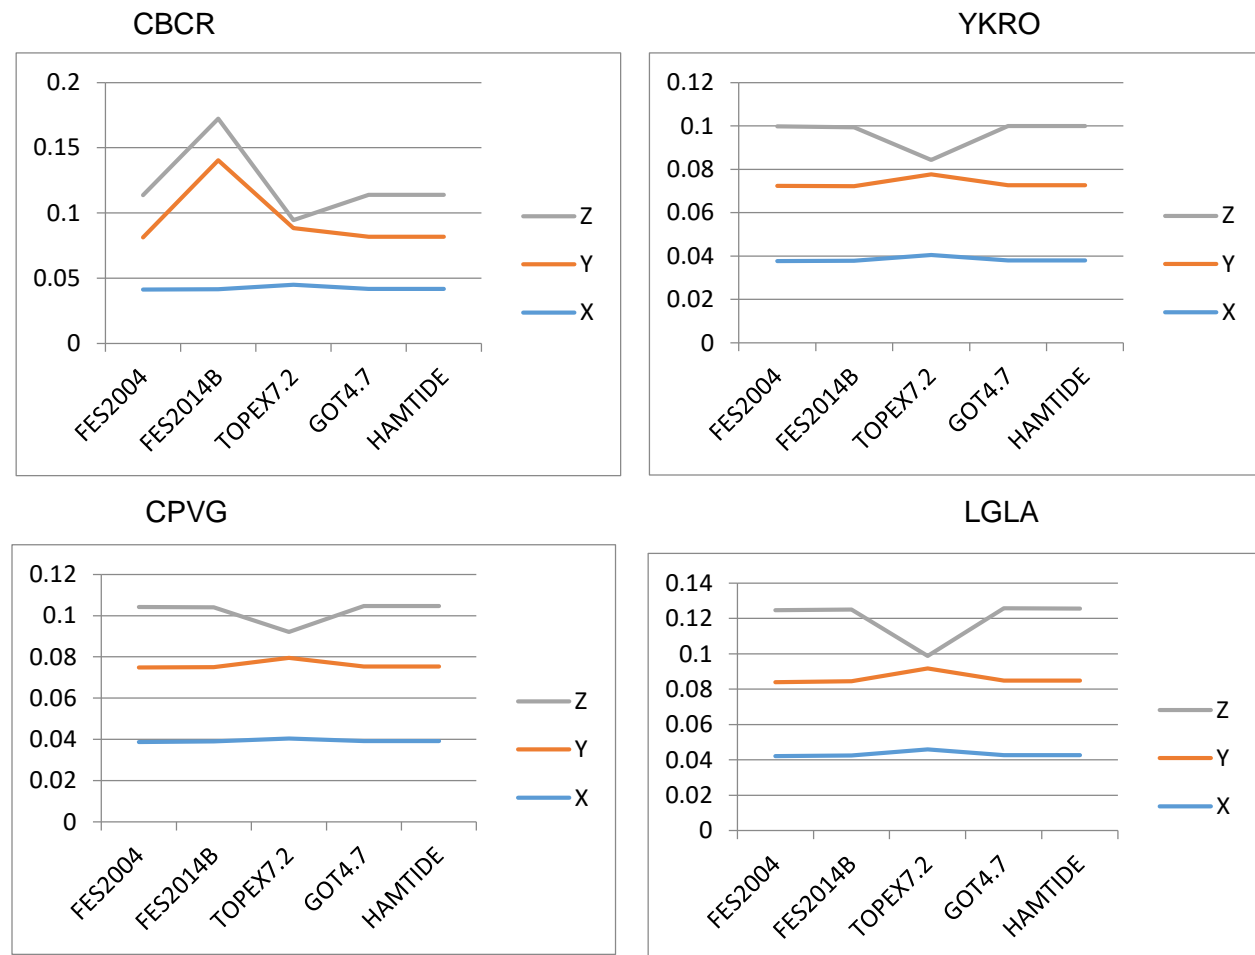 CBCR
0.2
0.15
0.1
0.05
0
FES2004
FES2014B
TOPEX7.2
GOT4.7
HAMTIDE
Z
Y
X
YKRO
0.12
0.1
0.08
0.06
0.04
0.02
0
FES2004
FES2014B
TOPEX7.2
GOT4.7
HAMTIDE
Z
Y
X
CPVG
0.12
0.1
0.08
0.06
0.04
0.02
0
FES2004
FES2014B
TOPEX7.2
GOT4.7
HAMTIDE
Z
Y
X
LGLA
0.14
0.12
0.1
0.08
0.06
0.04
0.02
0
FES2004
FES2014B
TOPEX7.2
GOT4.7
HAMTIDE
Z
Y
X